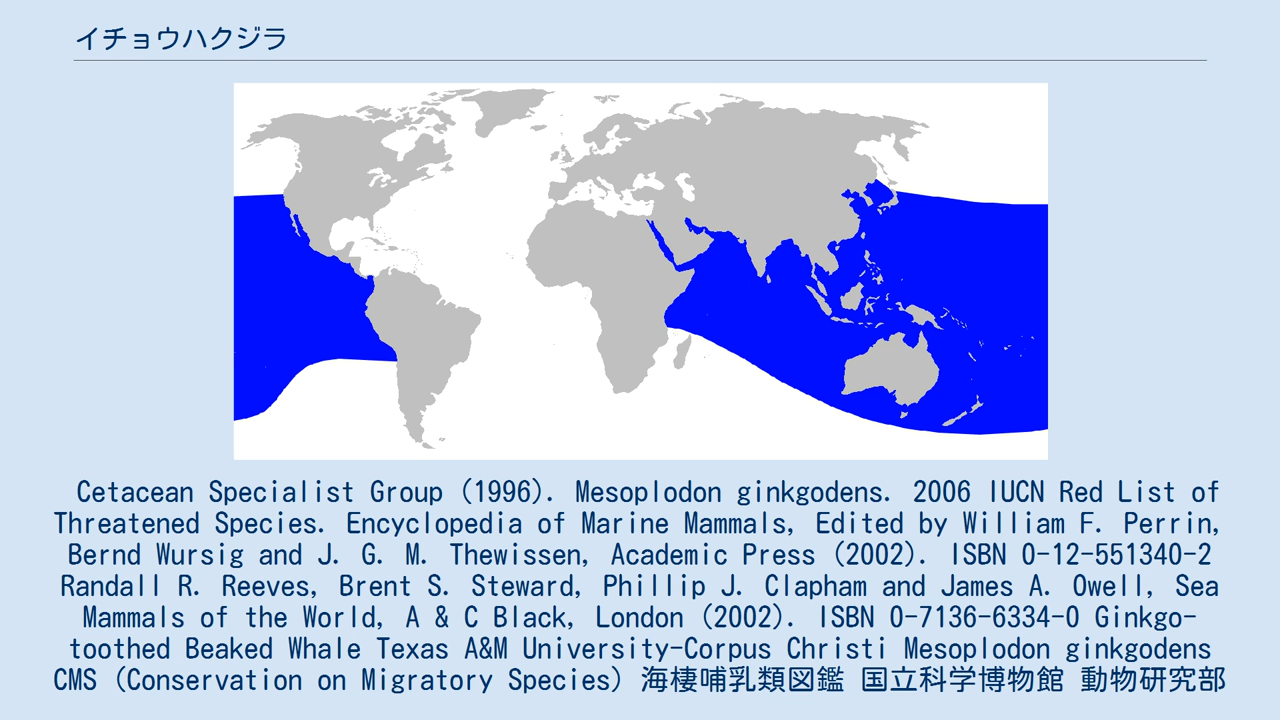 イチョウハクジラ
Cetacean Specialist Group (1996). Mesoplodon ginkgodens. 2006 IUCN Red List of
Threatened Species. Encyclopedia of Marine Mammals, Edited by William F. Perrin,
Bernd Wursig and J. G. M. Thewissen, Academic Press (2002). ISBN 0-12-551340-2
Randall R. Reeves, Brent S. Steward, Phillip J. Clapham and James A. Owell, Sea
Mammals of the World, A & C Black, London (2002). ISBN 0-7136-6334-0 Ginkgo-
toothed Beaked Whale Texas A&M University-Corpus Christi Mesoplodon ginkgodens
CMS (Conservation on Migratory Species) 海棲哺乳類図鑑 国立科学博物館 動物研究部